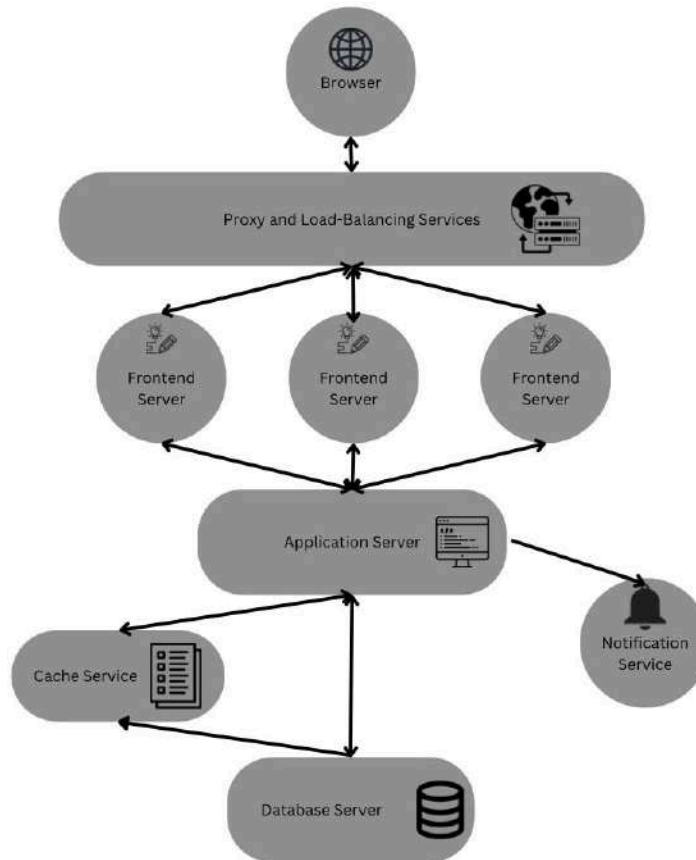 Browser
Proxy and Load-Balancing Services
Frontend
Server
Frontend
Server
Frontend
Server
Application Server
Notification
Service
Cache Service
Database Server